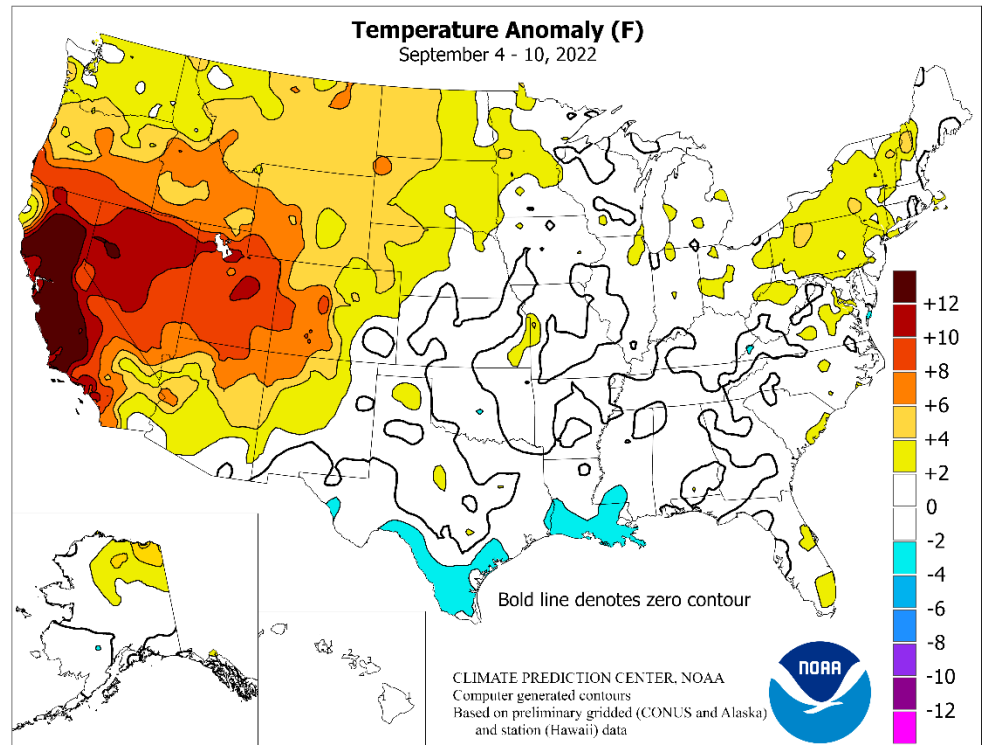 Temperature Anomaly (F)
September 4 - 10, 2022
+12
+10
+8
+6
+4
+2
0
-2
-4
-6
-8
-10
-12
Bold line denotes zero contour
CLIMATE PREDICTION CENTER, NOAA
Computer generated contours
Based on preliminary gridded (CONUS and Alaska)
and station (Hawaii) data
NOAA